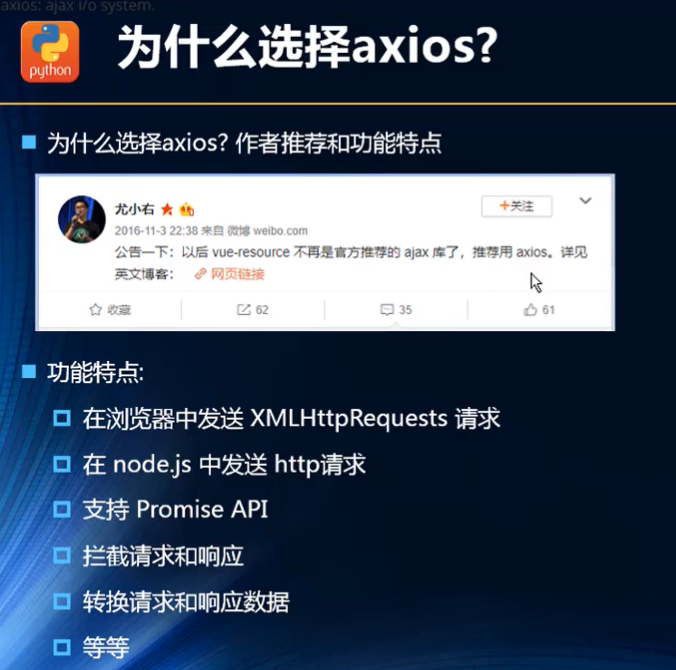 axios: ajax i/o system.
python
为什么选择axios?
为什么选择axios? 作者推荐和功能特点
尤小右
+关注
2016-11-3 22:38 来自 微博 weibo.com
公告一下：以后 vue-resource 不再是官方推荐的 ajax 库了，推荐用 axios。详见
英文博客： 网页链接
收藏 62 35 61
功能特点:
在浏览器中发送 XMLHttpRequests 请求
在 node.js 中发送 http请求
支持 Promise API
拦截请求和响应
转换请求和响应数据
等等